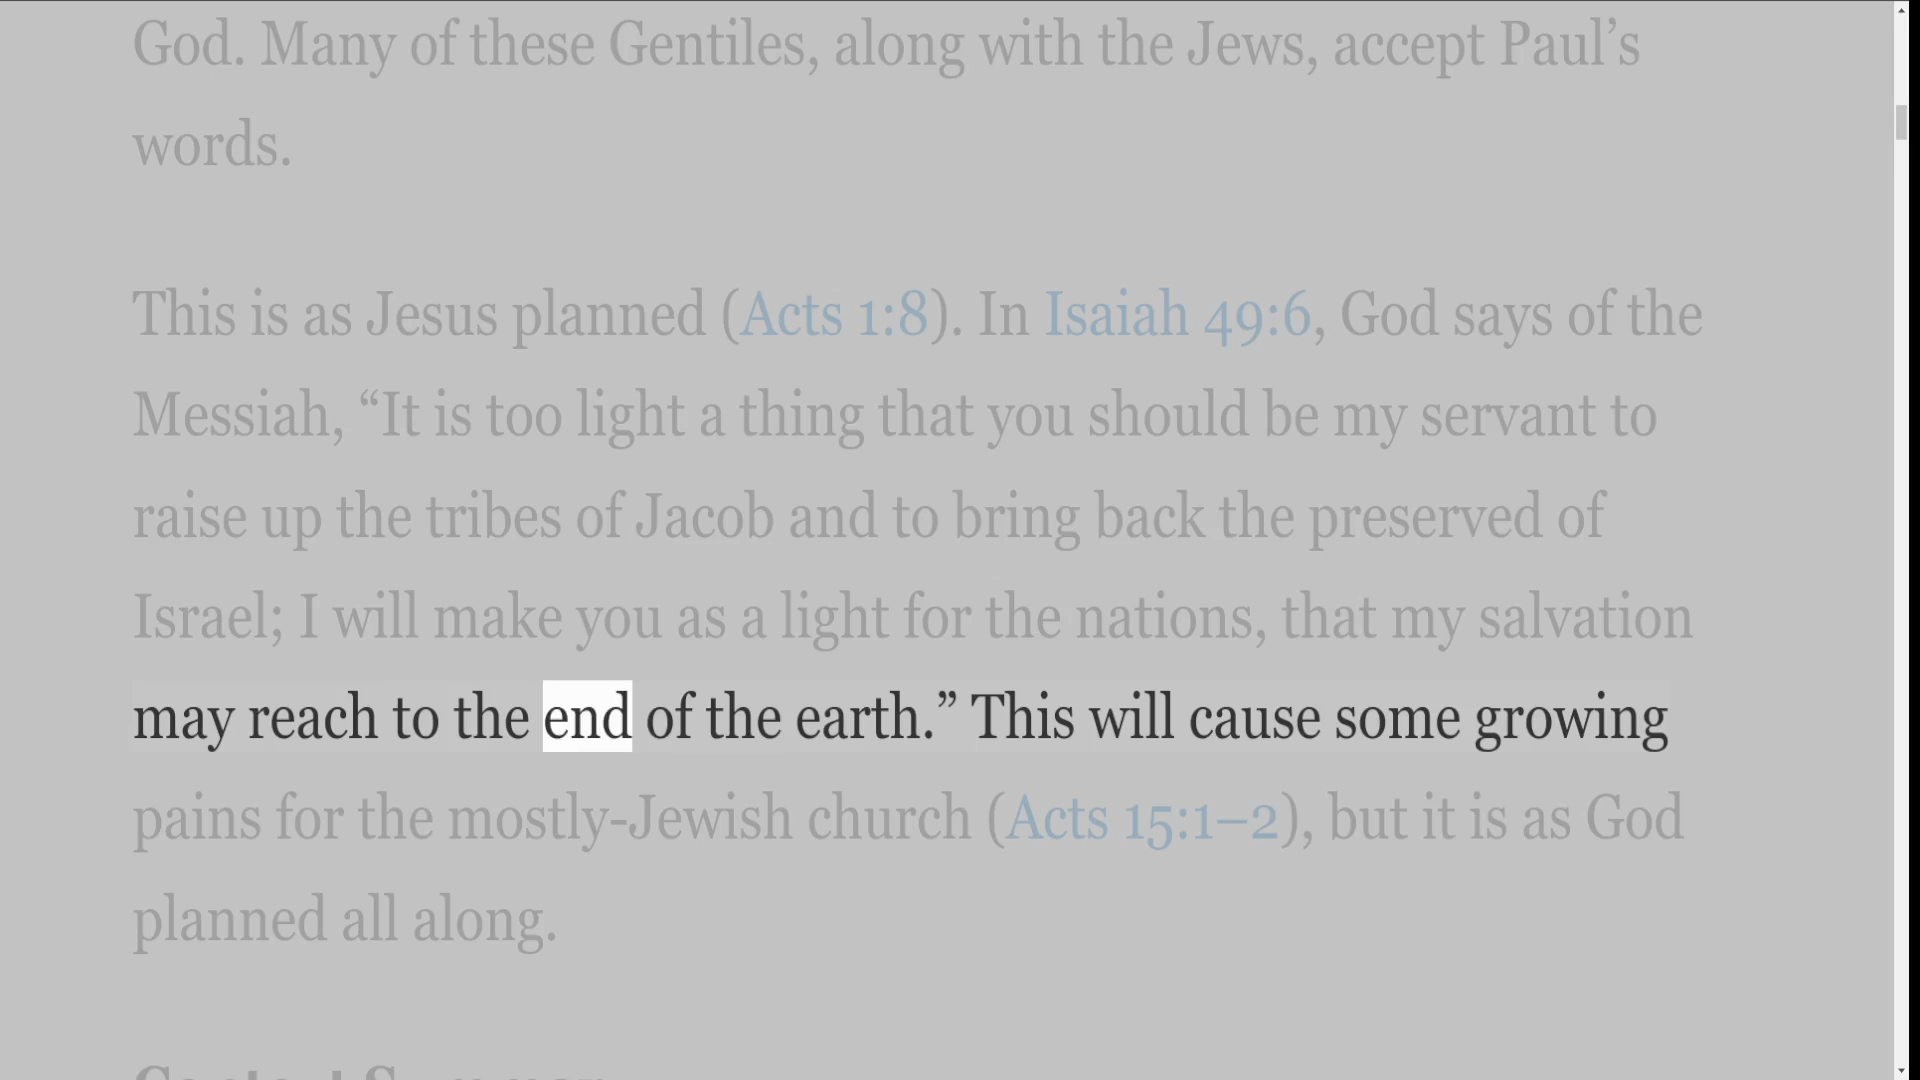 God. Many of these Gentiles, along with the Jews, accept Paul’s
words.
This is as Jesus planned (Acts 1:8). In Isaiah 49:6, God says of the
Messiah, “It is too light a thing that you should be my servant to
raise up the tribes of Jacob and to bring back the preserved of
Israel; I will make you as a light for the nations, that my salvation
may reach to the end of the earth.” This will cause some growing
pains for the mostly-Jewish church (Acts 15:1–2), but it is as God
planned all along.